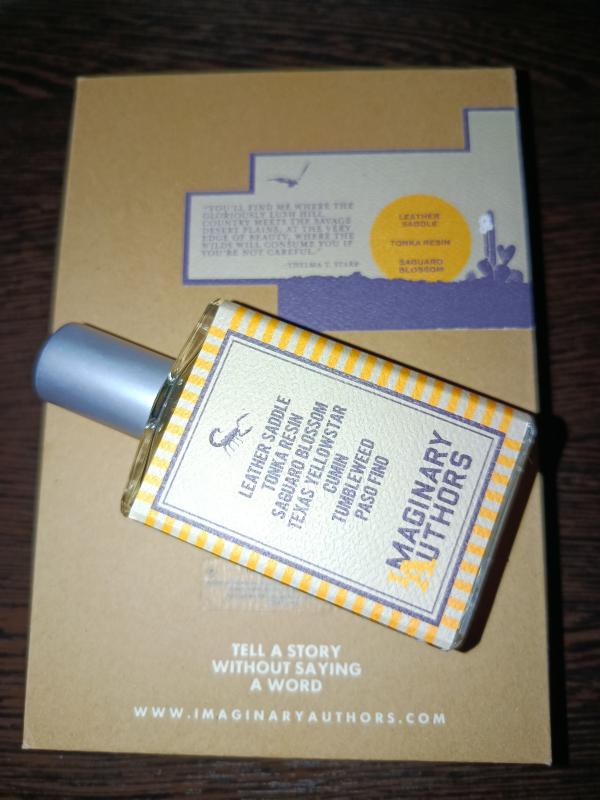 "YOU'LL FIND ME WHERE THE
GLORIOUSLY LUSH HILL
COUNTRY MEETS THE SAVAGE
DESERT PLAINS, AT THE VERY
EDGE OF BEAUTY, WHERE THE
WILDS WILL CONSUME YOU IF
YOU'RE NOT CAREFUL."
-THELMA T. STARR
LEATHER
SADDLE
TONKA RESIN
SAGUARO
BLOSSOM
LEATHER SADDLE
TONKA RESIN
SAGUARO BLOSSOM
TEXAS YELLOWSTAR
CUMIN
TUMBLEWEED
PASO FINO
IMAGINARY
AUTHORS
TELL A STORY
WITHOUT SAYING
A WORD
WWW.IMAGINARYAUTHORS.COM